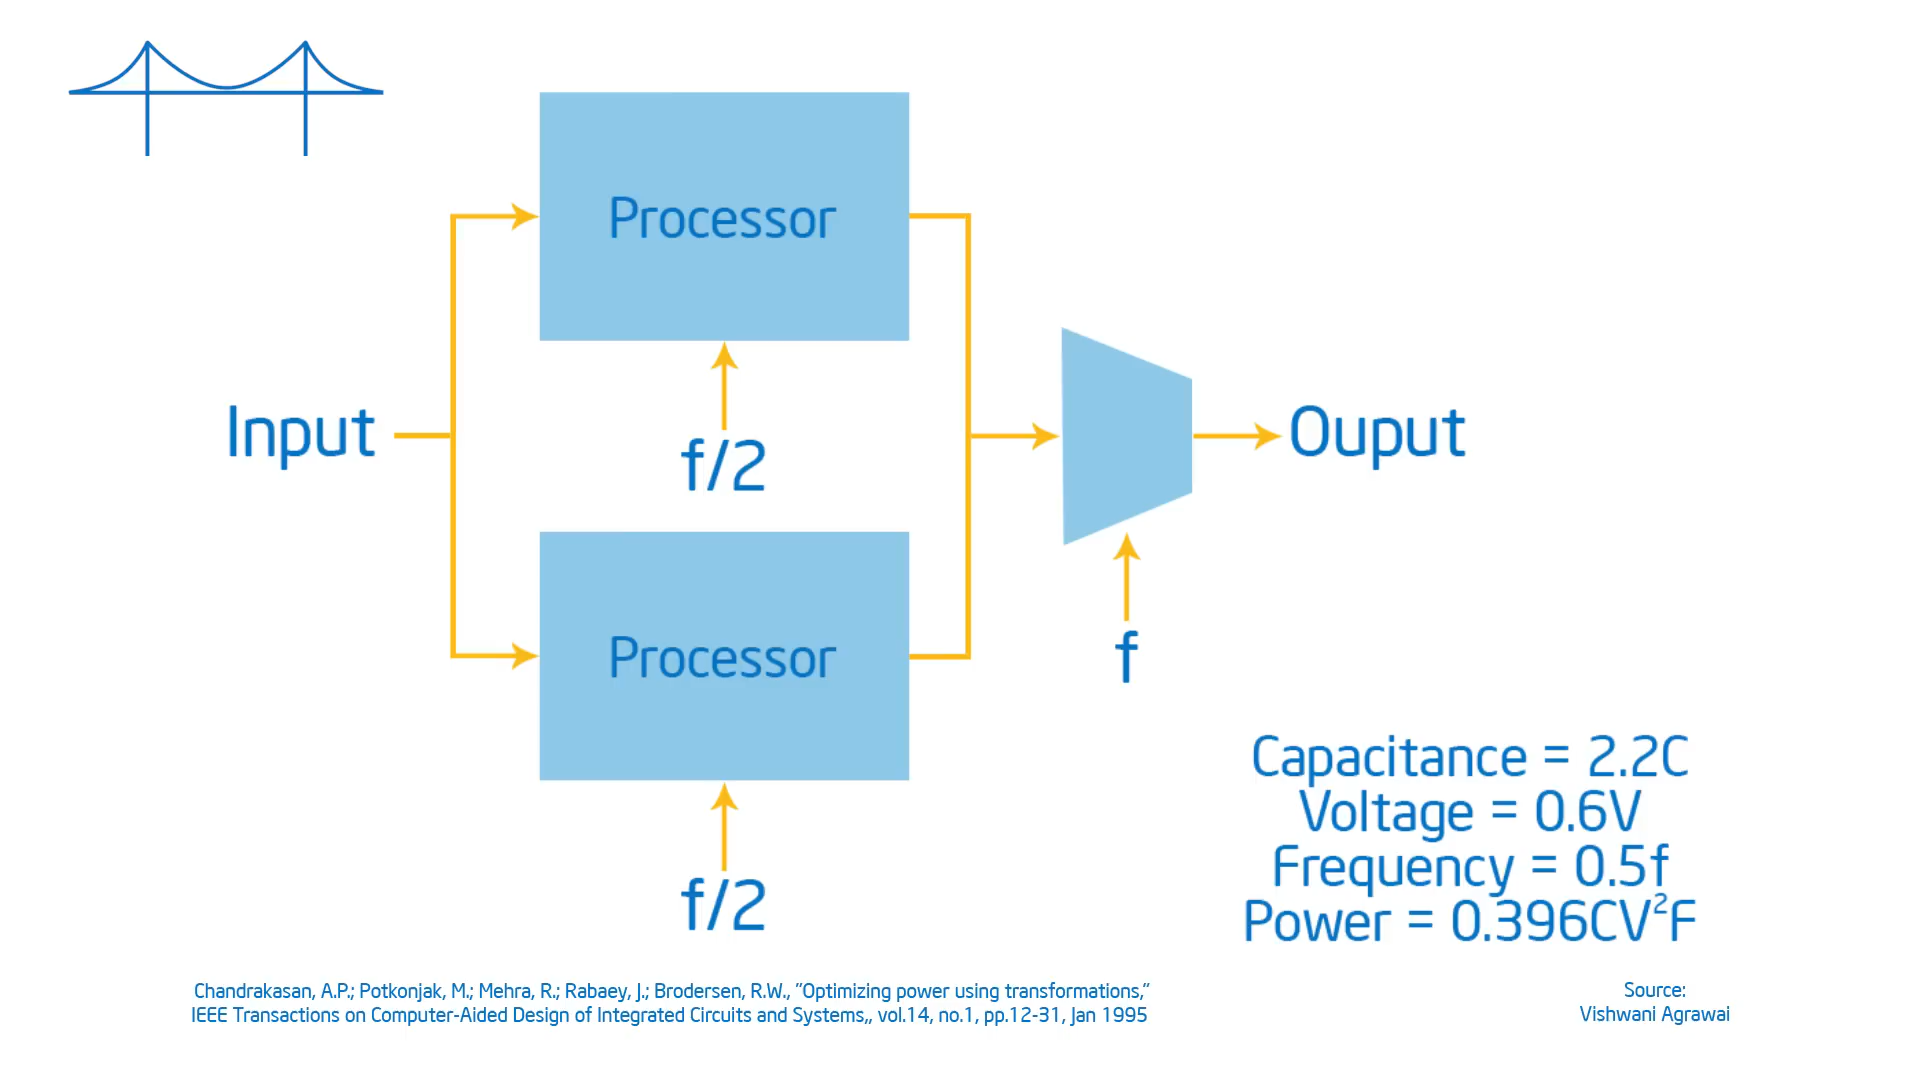 Processor
Input
f/2
Ouput
Processor
f
f/2
Capacitance = 2.2C
Voltage = 0.6V
Frequency = 0.5f
Power = 0.396CV²F
Chandrakasan, A.P.; Potkonjak, M.; Mehra, R.; Rabaey, J.; Brodersen, R.W., "Optimizing power using transformations,"
IEEE Transactions on Computer-Aided Design of Integrated Circuits and Systems,, vol.14, no.1, pp.12-31, Jan 1995
Source:
Vishwani Agrawai